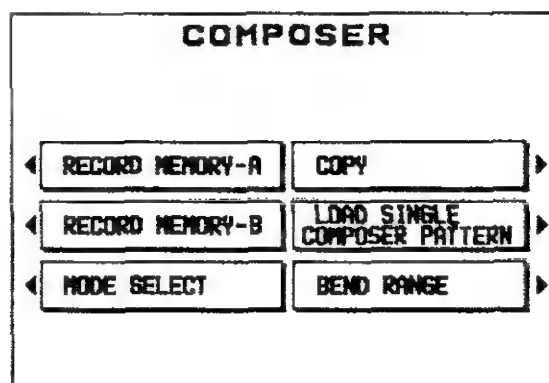 COMPOSER
RECORD MEMORY-A
COPY
RECORD MEMORY-B
LOAD SINGLE
COMPOSER PATTERN
MODE SELECT
BEND RANGE